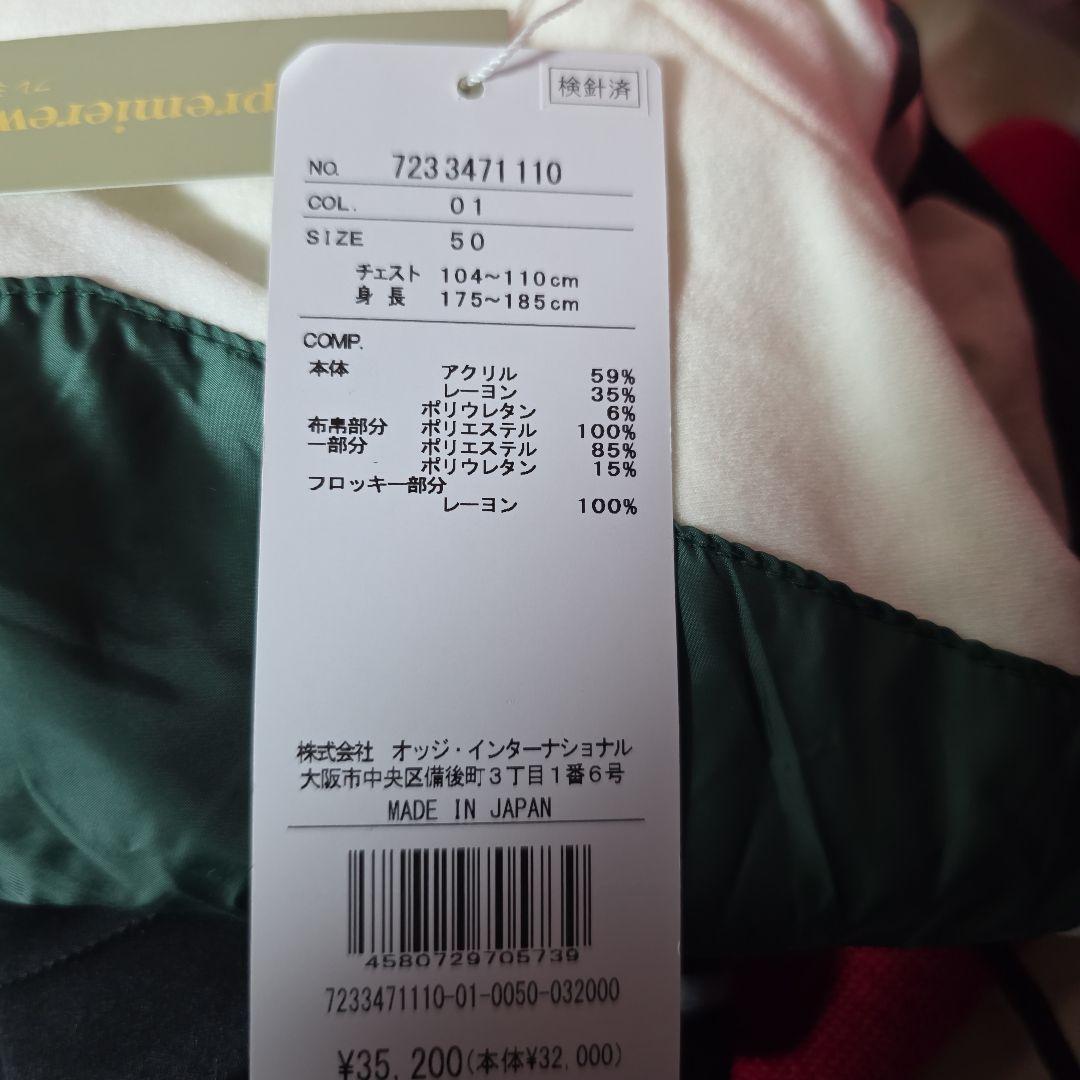 premierew
プレミ
検針済
NO. 7233471110
COL. 01
SIZE 50
チェスト 104〜110cm
身長 175〜185cm
COMP.
本体 アクリル 59%
レーヨン 35%
ポリウレタン 6%
布帛部分 ポリエステル 100%
一部分 ポリエステル 85%
ポリウレタン 15%
フロッキー部分
レーヨン 100%
株式会社 オッジ・インターナショナル
大阪市中央区備後町3丁目1番6号
MADE IN JAPAN
4580729705739
7233471110-01-0050-032000
¥35,200(本体¥32,000)